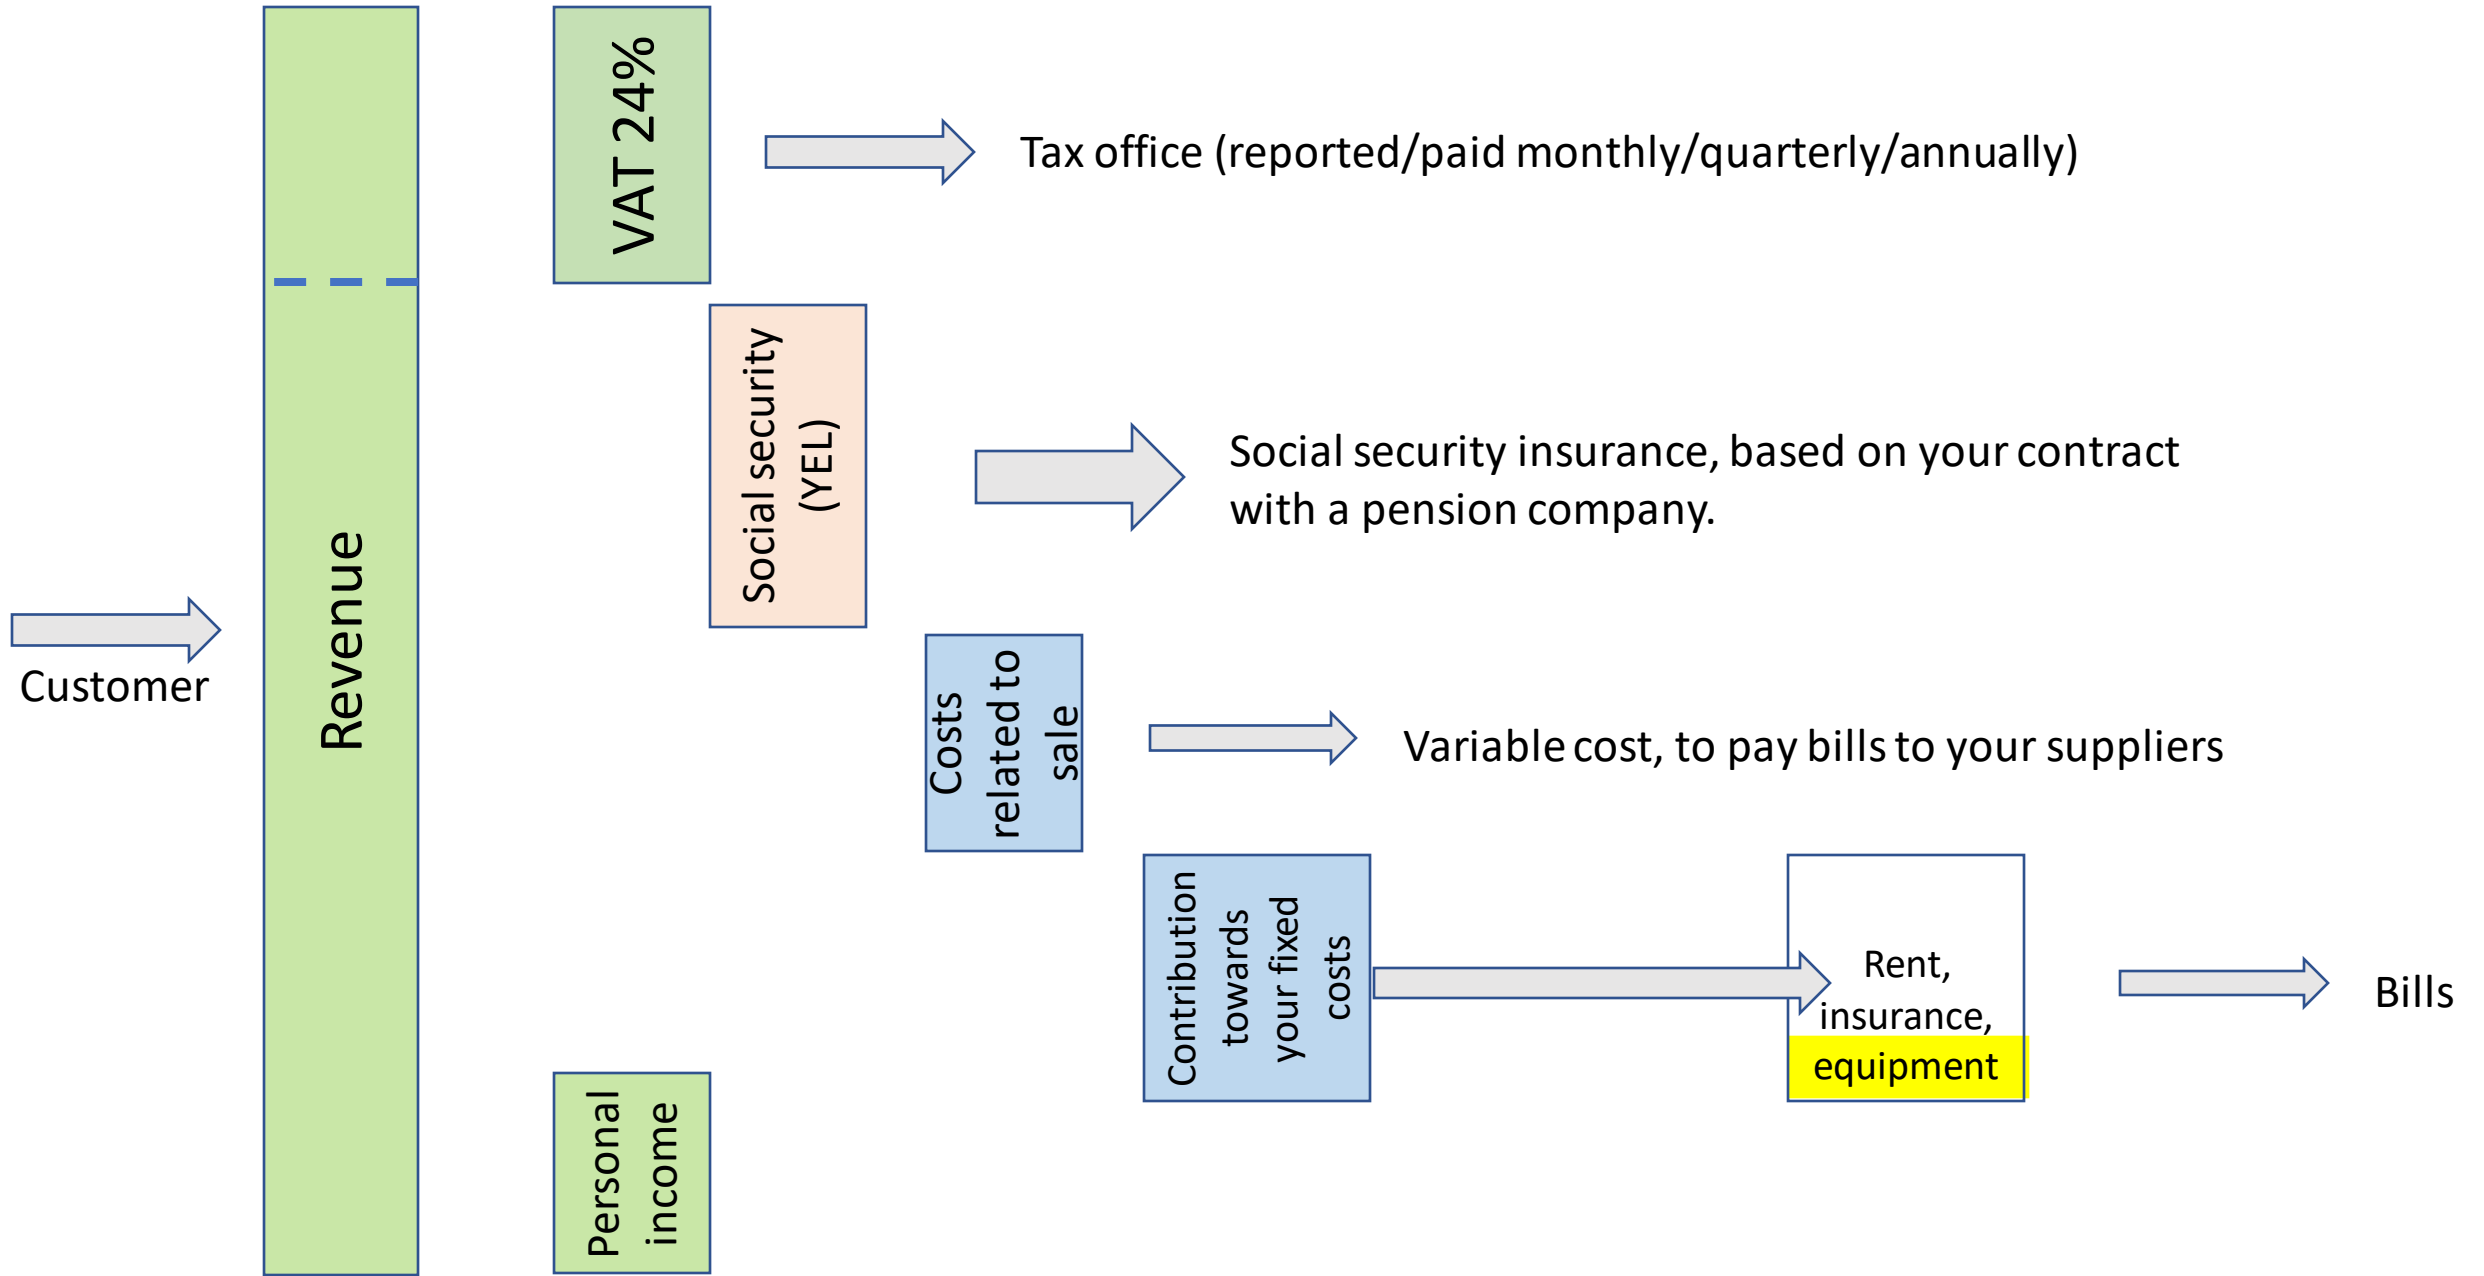 Customer
Revenue
VAT 24%
Tax office (reported/paid monthly/quarterly/annually)
Social security
(YEL)
Social security insurance, based on your contract
with a pension company.
Costs
related to
sale
Variable cost, to pay bills to your suppliers
Contribution
towards
your fixed
costs
Rent,
insurance,
equipment
Bills
Personal
income